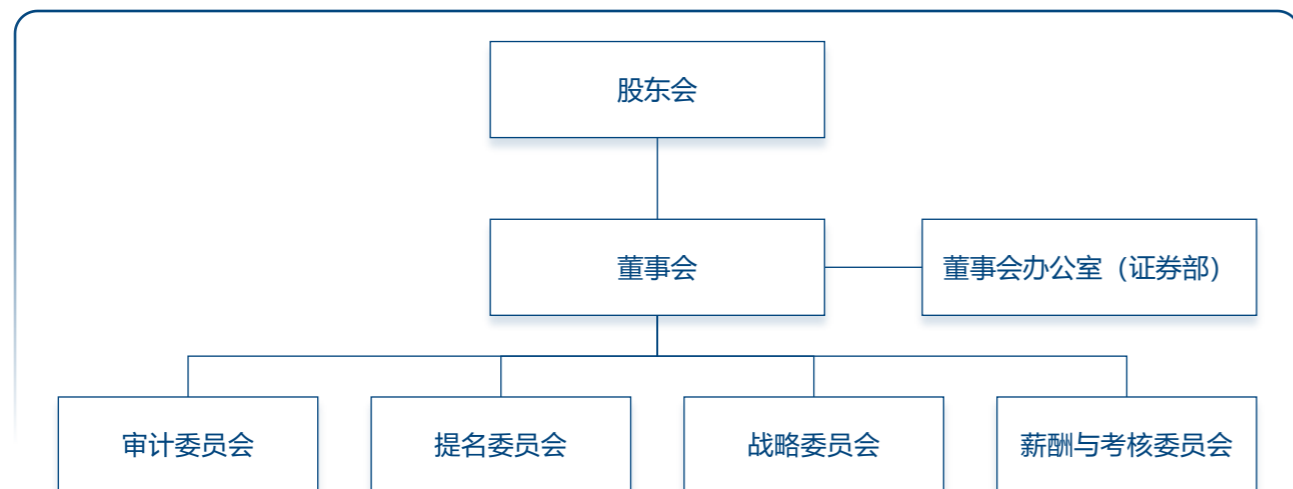 股东会
董事会
董事会办公室（证券部）
审计委员会
提名委员会
战略委员会
薪酬与考核委员会